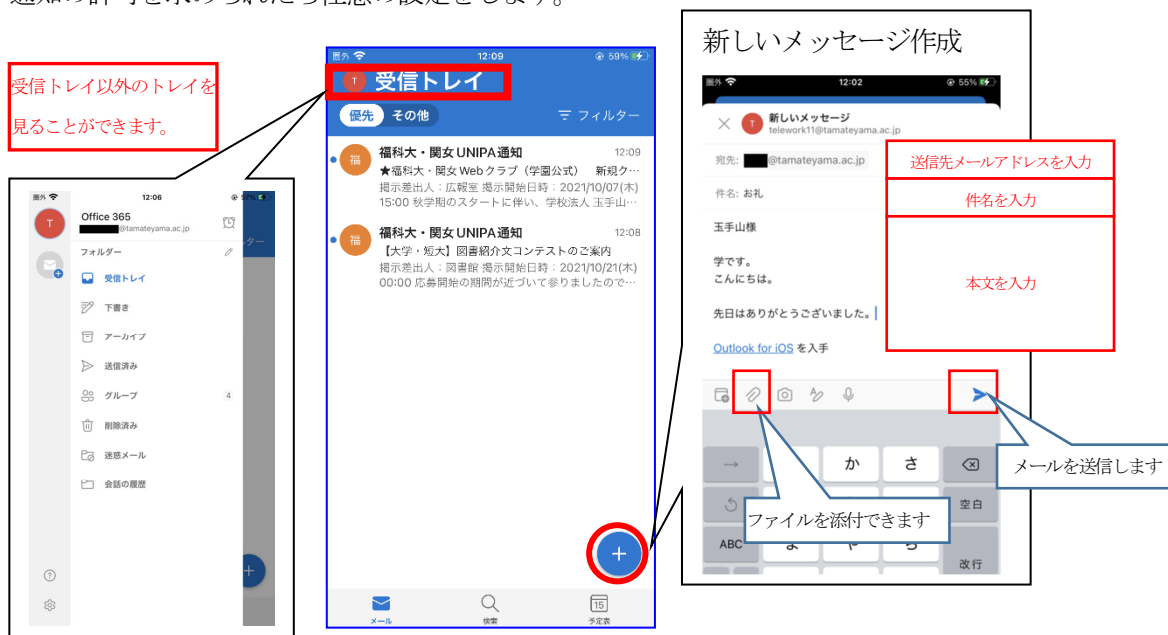 通知の許可を求められたら任意の設定をします。
受信トレイ以外のトレイを
見ることができます。
圏外 12:06
Office 365
@tamateyama.ac.jp
フォルダー
受信トレイ
下書き
アーカイブ
送信済み
グループ 4
削除済み
迷惑メール
会話の履歴
圏外 12:09 59%
T 受信トレイ
優先 その他 フィルター
福 福科大・関女 UNIPA通知 12:09
★福科大・関女 Web クラブ（学園公式） 新規ク…
掲示差出人：広報室 掲示開始日時：2021/10/07(木)
15:00 秋学期のスタートに伴い、学校法人 玉手山…
福 福科大・関女 UNIPA通知 12:08
【大学・短大】図書紹介文コンテストのご案内
掲示差出人：図書館 掲示開始日時：2021/10/21(木)
00:00 応募開始の期間が近づいて参りましたので…
メール 検索 15 予定表
新しいメッセージ作成
圏外 12:02 55%
T 新しいメッセージ
telework11@tamateyama.ac.jp
宛先: @tamateyama.ac.jp 送信先メールアドレスを入力
件名: お礼 件名を入力
玉手山様
学です。
こんにちは。
本文を入力
先日はありがとうございました。
Outlook for iOS を入手
か さ
メールを送信します
空白
ファイルを添付できます
ABC
改行